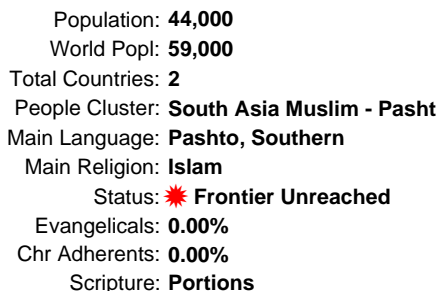 Population: 44,000
World Popl: 59,000
Total Countries: 2
People Cluster: South Asia Muslim - Pasht
Main Language: Pashto, Southern
Main Religion: Islam
Status: Frontier Unreached
Evangelicals: 0.00%
Chr Adherents: 0.00%
Scripture: Portions